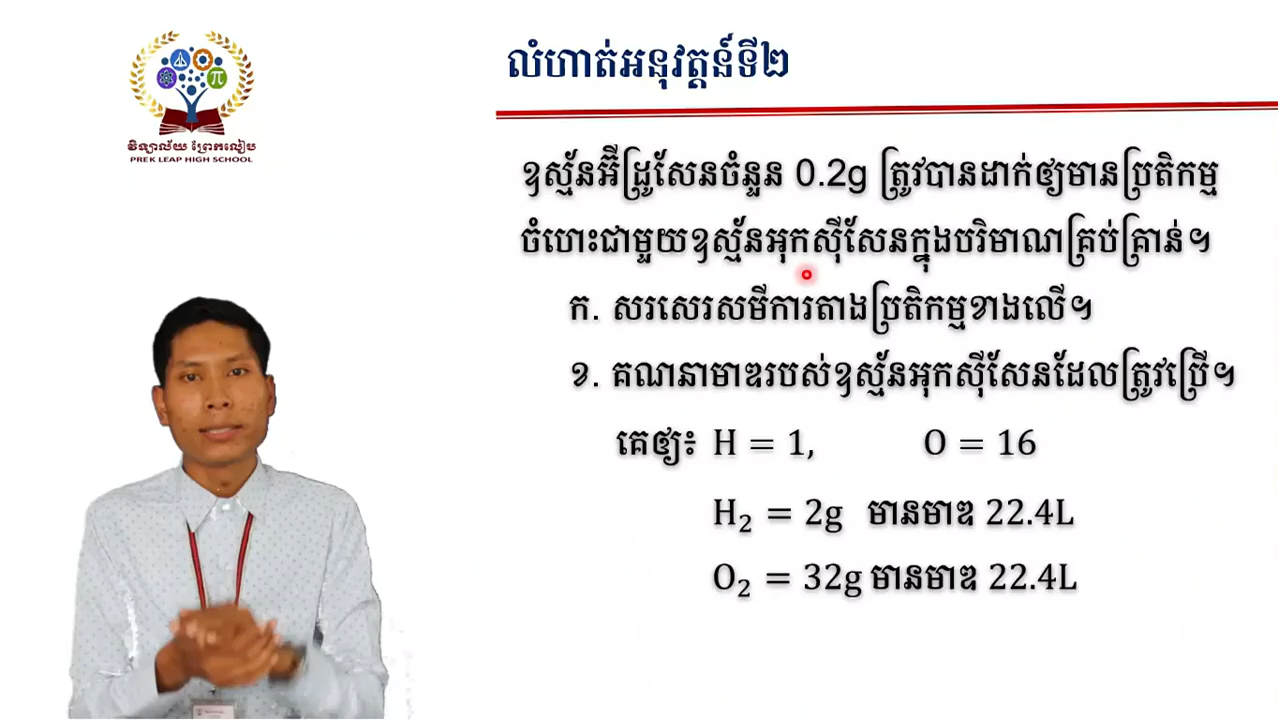 វិទ្យាល័យ ព្រែកលៀប
PREK LEAP HIGH SCHOOL
លំហាត់អនុវត្តន៍ទី២
ឧស្ម័នអ៊ីដ្រូសែនចំនួន 0.2g ត្រូវបានដាក់ឲ្យមានប្រតិកម្ម
ចំហេះជាមួយឧស្ម័នអុកស៊ីសែនក្នុងបរិមាណគ្រប់គ្រាន់។
ក. សរសេរសមីការតាងប្រតិកម្មខាងលើ។
ខ. គណនាមាឌរបស់ឧស្ម័នអុកស៊ីសែនដែលត្រូវប្រើ។
គេឲ្យ៖ H = 1, O = 16
H₂ = 2g មានមាឌ 22.4L
O₂ = 32g មានមាឌ 22.4L